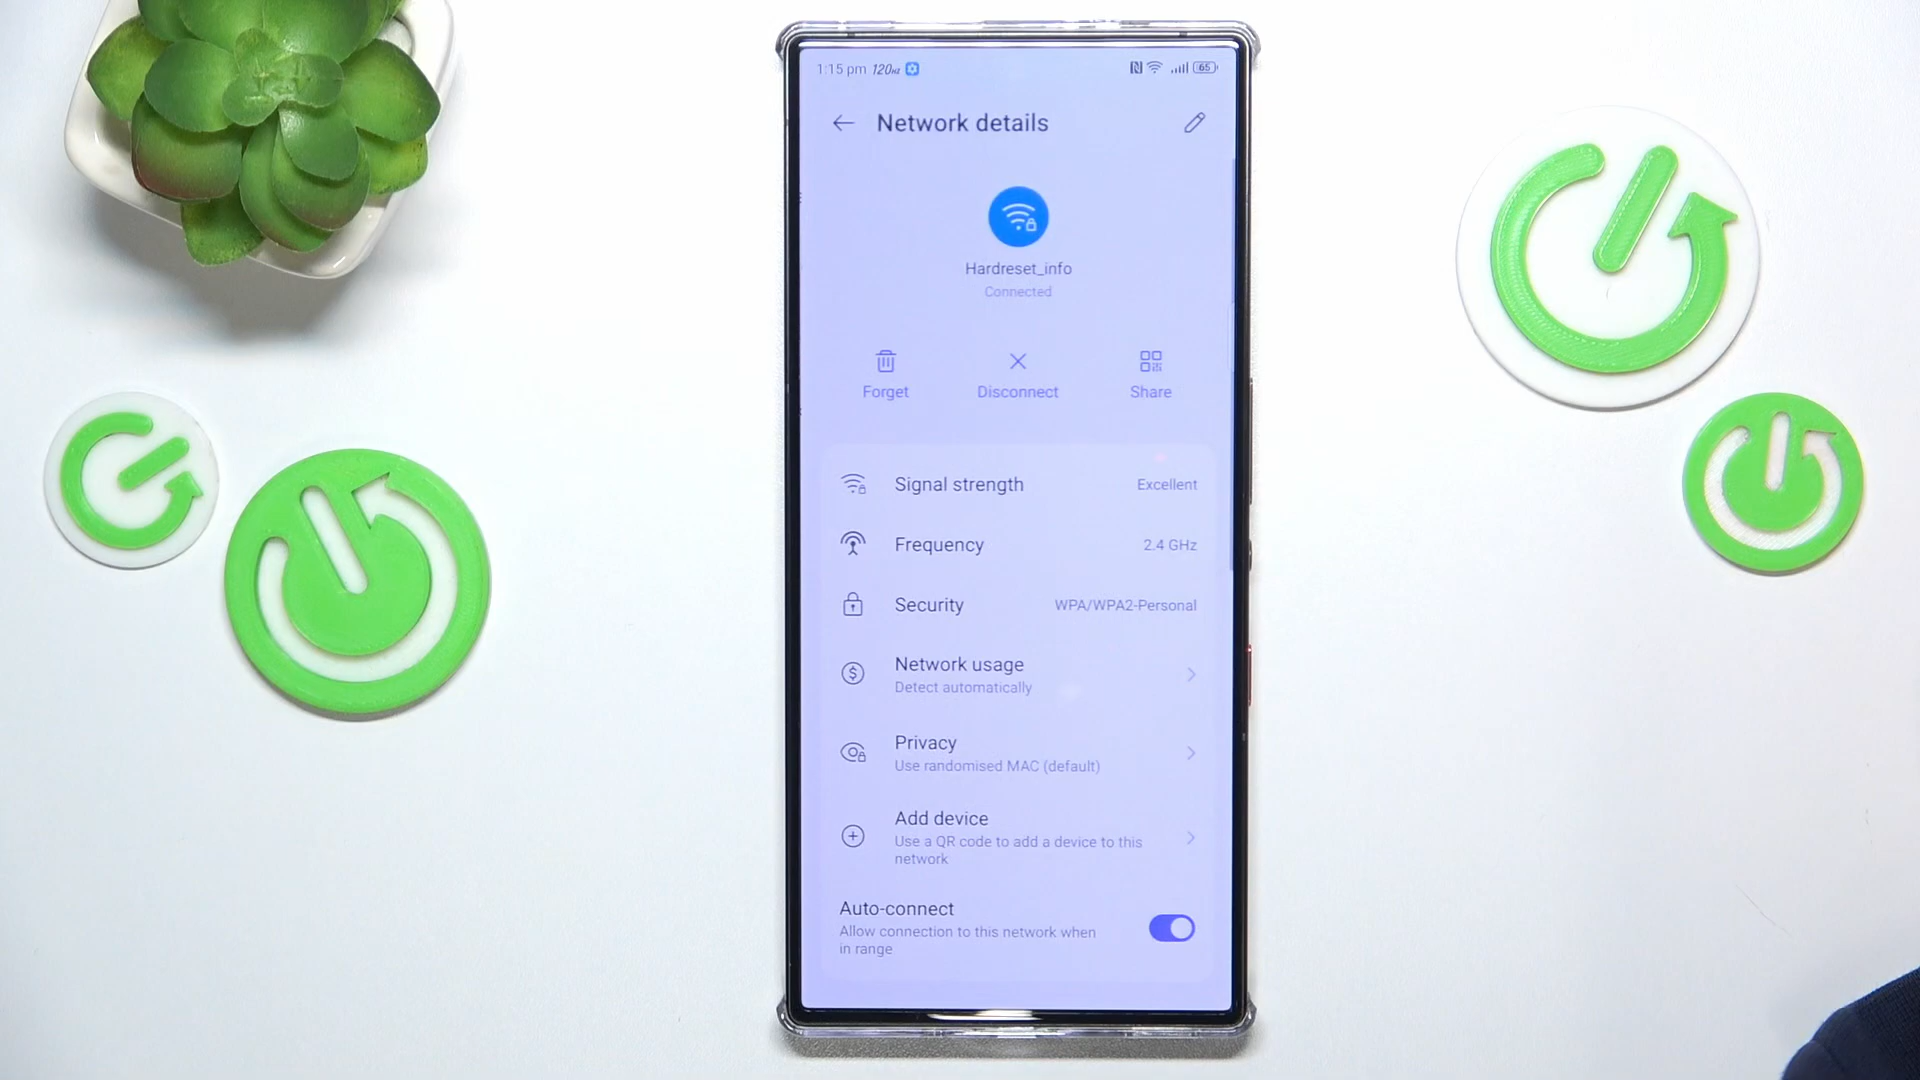 1:15 pm 120Hz
65
Network details
Hardreset_info
Connected
Forget
Disconnect
Share
Signal strength
Excellent
Frequency
2.4 GHz
Security
WPA/WPA2-Personal
Network usage
Detect automatically
Privacy
Use randomised MAC (default)
Add device
Use a QR code to add a device to this
network
Auto-connect
Allow connection to this network when
in range